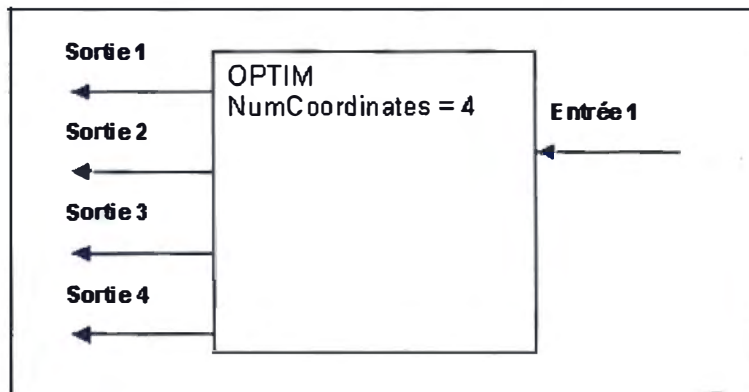 Sortie 1
OPTIM
NumCoordinates = 4
Entrée 1
Sortie 2
Sortie 3
Sortie 4